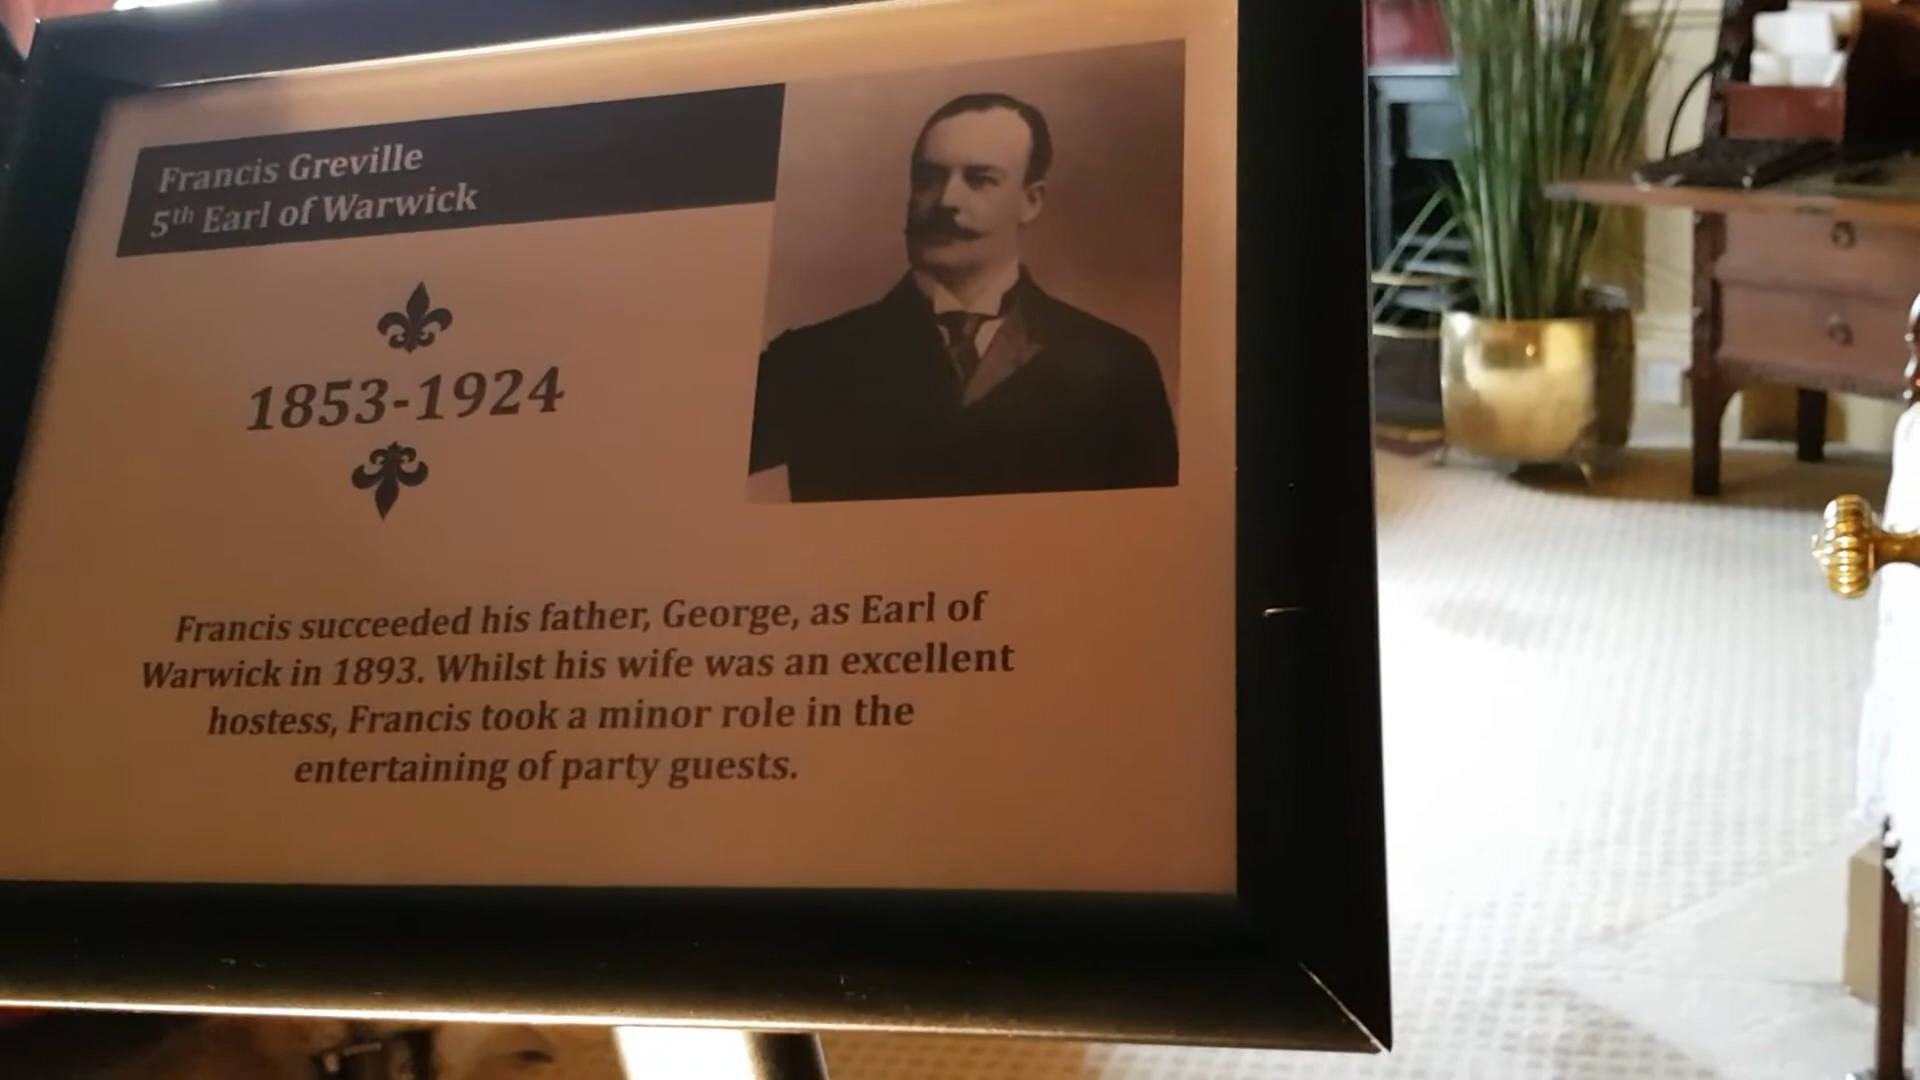 Francis Greville
5th Earl of Warwick
1853-1924
Francis succeeded his father, George, as Earl of
Warwick in 1893. Whilst his wife was an excellent
hostess, Francis took a minor role in the
entertaining of party guests.